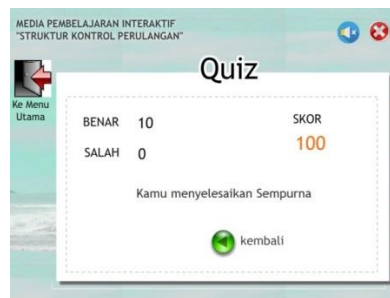 MEDIA PEMBELAJARAN INTERAKTIF
"STRUKTUR KONTROL PERULANGAN"
Quiz
Ke Menu
Utama
BENAR 10
SKOR
SALAH 0
100
Kamu menyelesaikan Sempurna
kembali